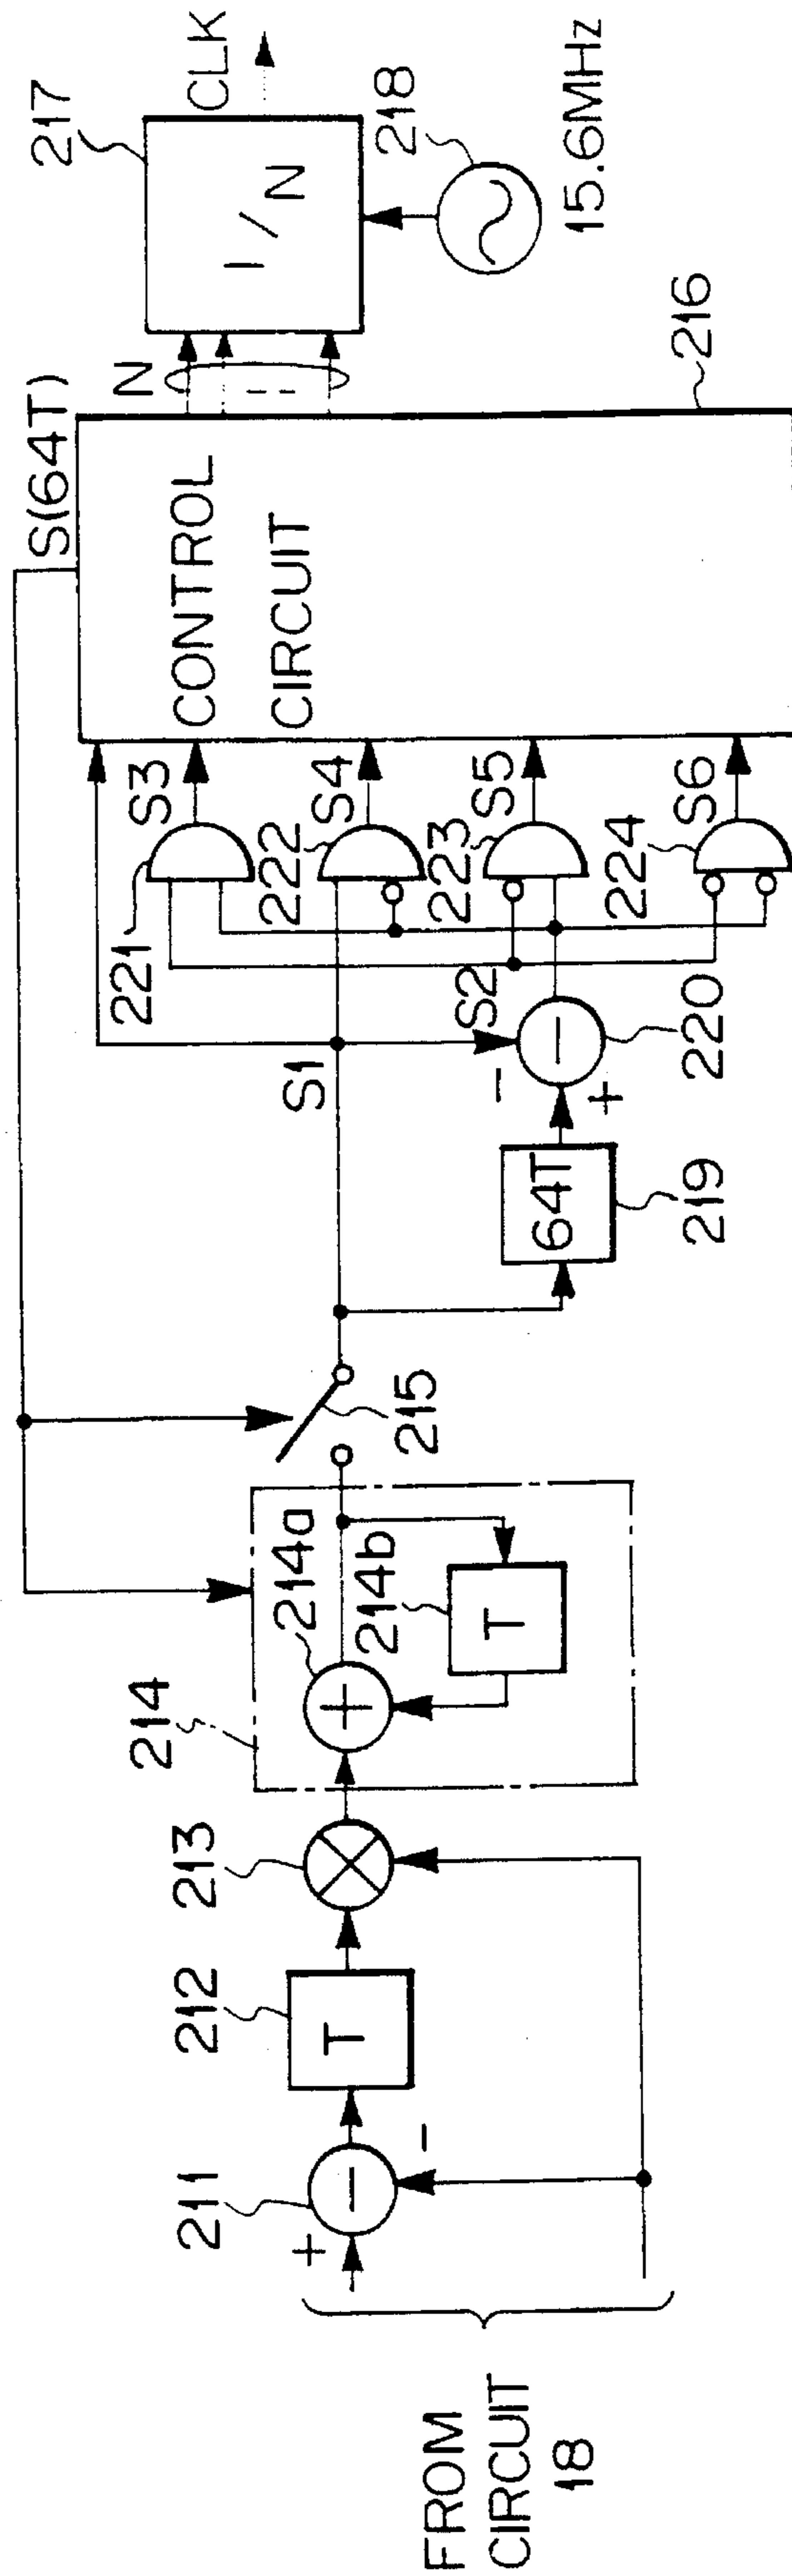 FROM
CIRCUIT
18
+
211
−
−
212
T
213
214
214a
+
214b
T
215
S1
64T
219
−
+
−
220
S2
221
S3
222
S4
223
S5
224
S6
S(64T)
CONTROL
CIRCUIT
216
N
217
1/N
CLK
218
15.6MHz